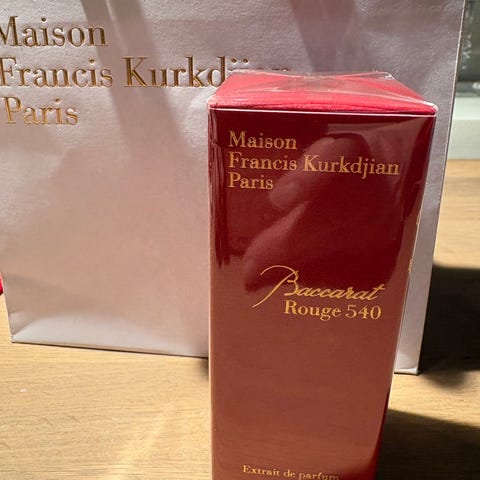 Maison
Francis Kurkdjian
Paris
Maison
Francis Kurkdjian
Paris
Baccarat
Rouge 540
Extrait de parfum